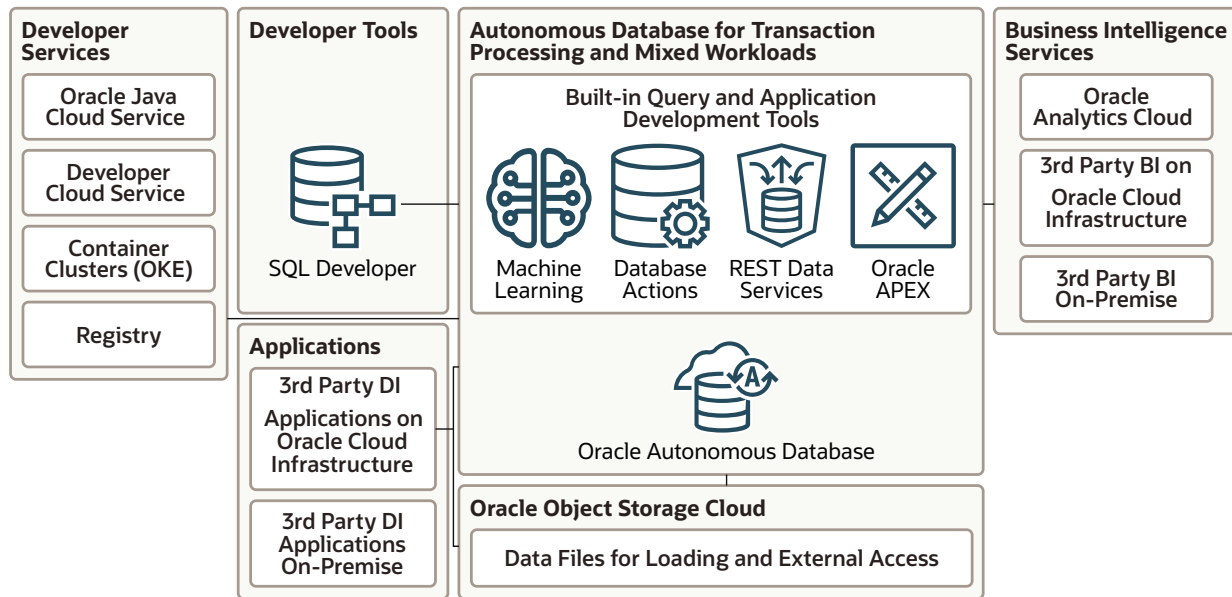 Developer
Services
Oracle Java
Cloud Service
Developer
Cloud Service
Container
Clusters (OKE)
Registry
Developer Tools
SQL Developer
Applications
3rd Party DI
Applications on
Oracle Cloud
Infrastructure
3rd Party DI
Applications
On-Premise
Autonomous Database for Transaction
Processing and Mixed Workloads
Built-in Query and Application
Development Tools
Machine
Learning
Database
Actions
REST Data
Services
Oracle
APEX
A
Oracle Autonomous Database
Oracle Object Storage Cloud
Data Files for Loading and External Access
Business Intelligence
Services
Oracle
Analytics Cloud
3rd Party BI on
Oracle Cloud
Infrastructure
3rd Party BI
On-Premise